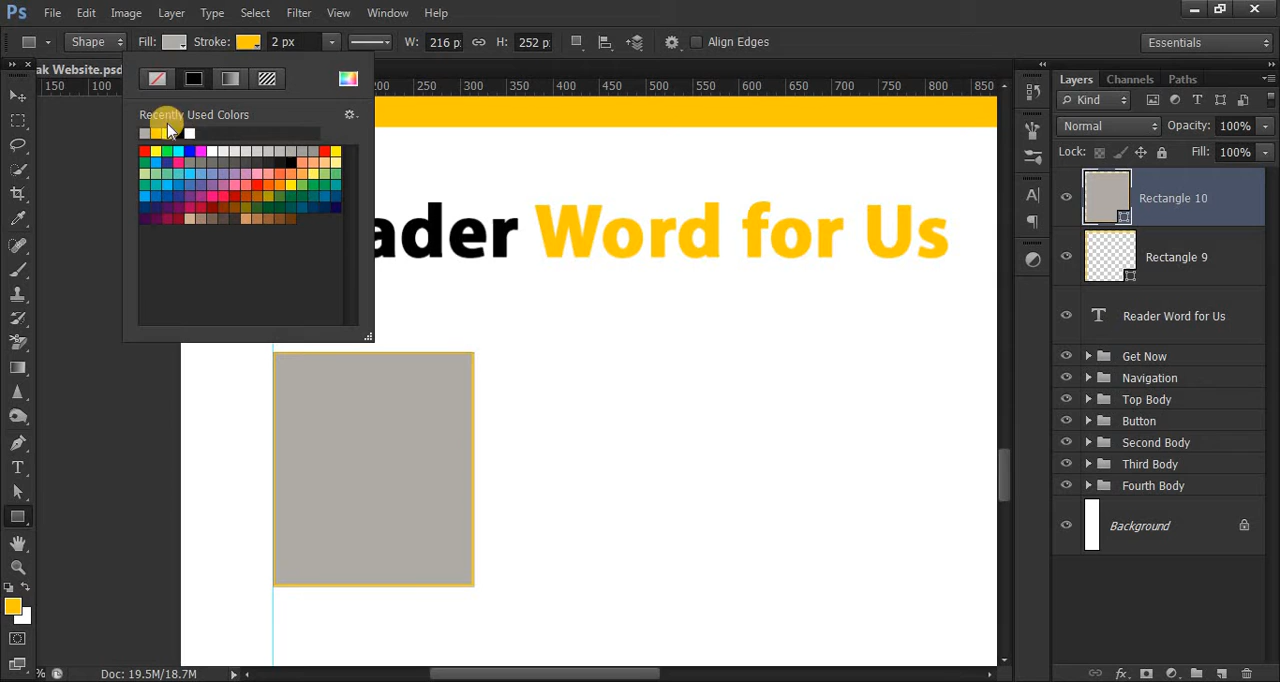 Ps File Edit Image Layer Type Select Filter View Window Help
Shape Fill: Stroke: 2 px W: 216 p: H: 252 p: Align Edges Essentials
ak Website.psd
150 100 200 250 300 350 400 450 500 550 600 650 700 750 800 850
Recently Used Colors
ader Word for Us
Layers Channels Paths
Kind
Normal Opacity: 100%
Lock: Fill: 100%
Rectangle 10
Rectangle 9
T Reader Word for Us
Get Now
Navigation
Top Body
Button
Second Body
Third Body
Fourth Body
Background
% Doc: 19.5M/18.7M
fx